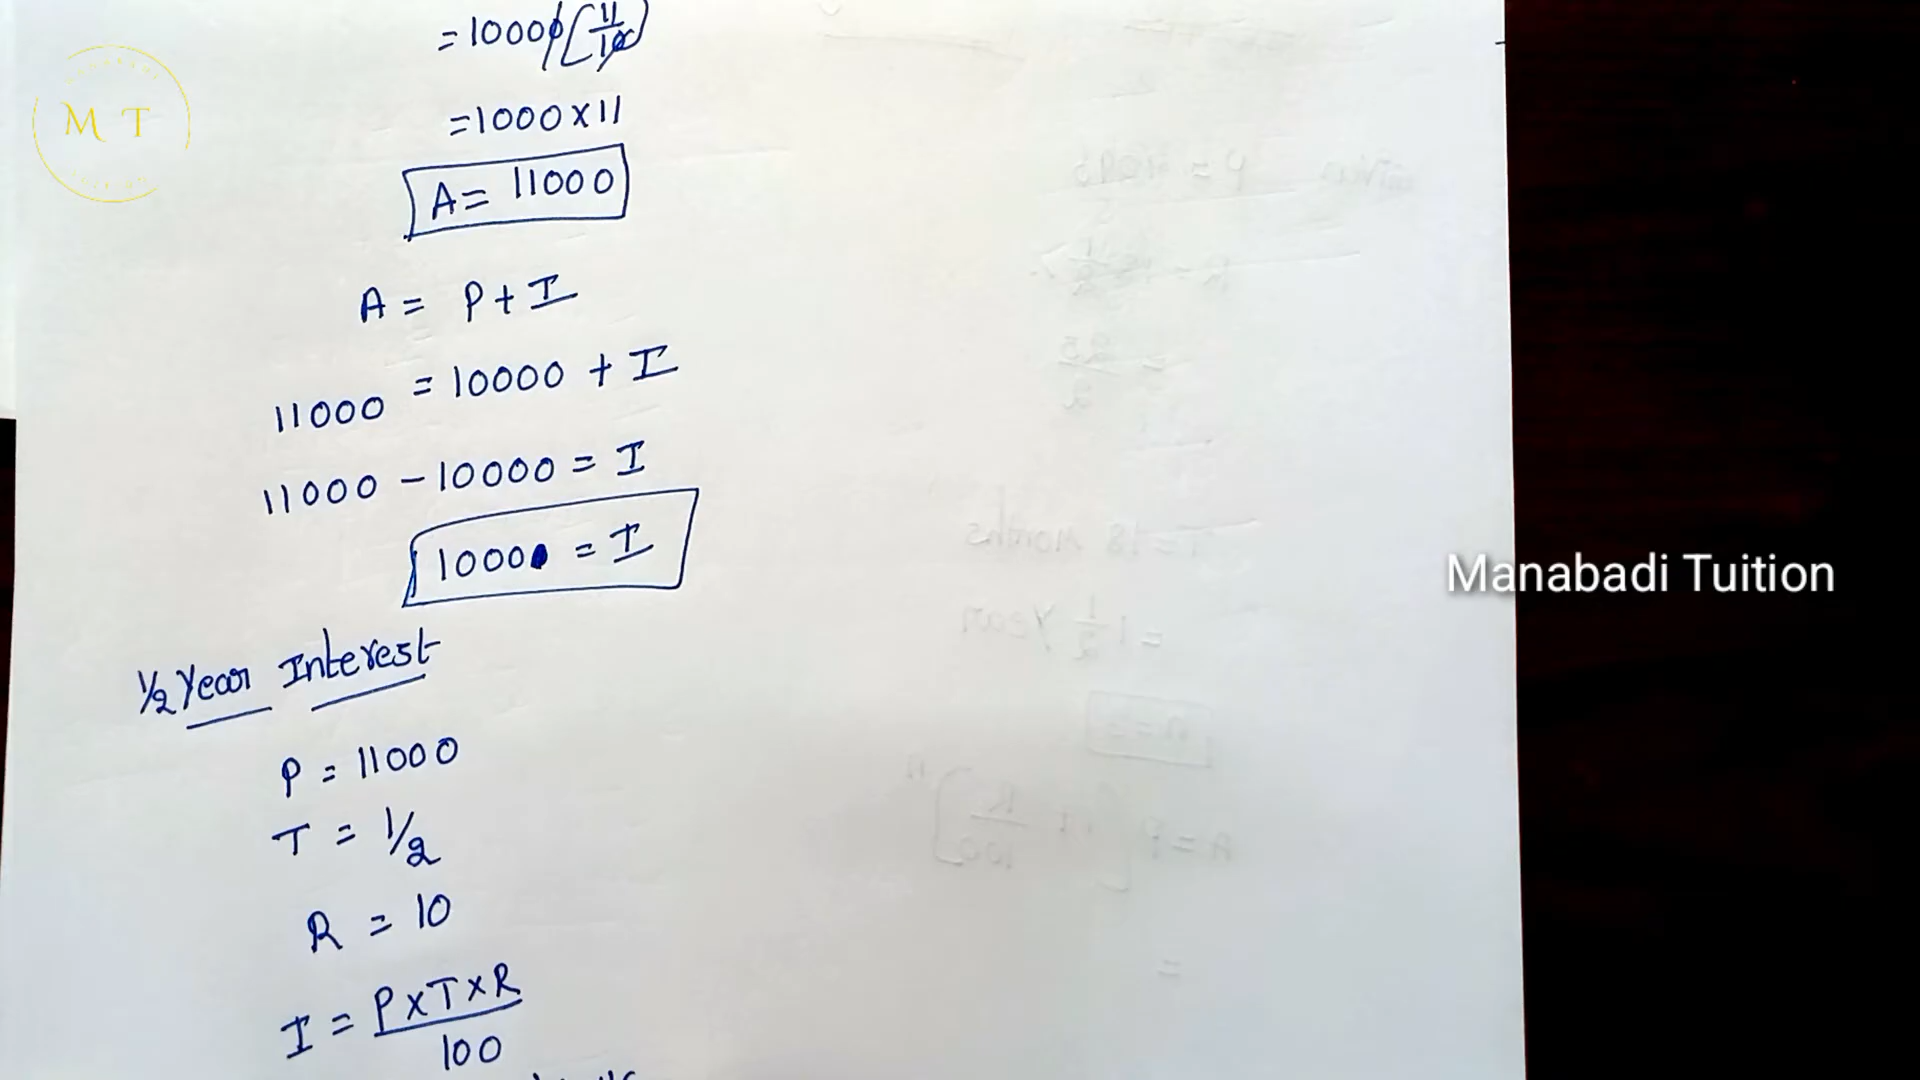 = 10000 (11/10)
= 1000 x 11
M T
A = 11000
A = P + I
11000 = 10000 + I
11000 - 10000 = I
1000 = I
Manabadi Tuition
1/2 Year Interest
P = 11000
T = 1/2
R = 10
I = P x T x R / 100